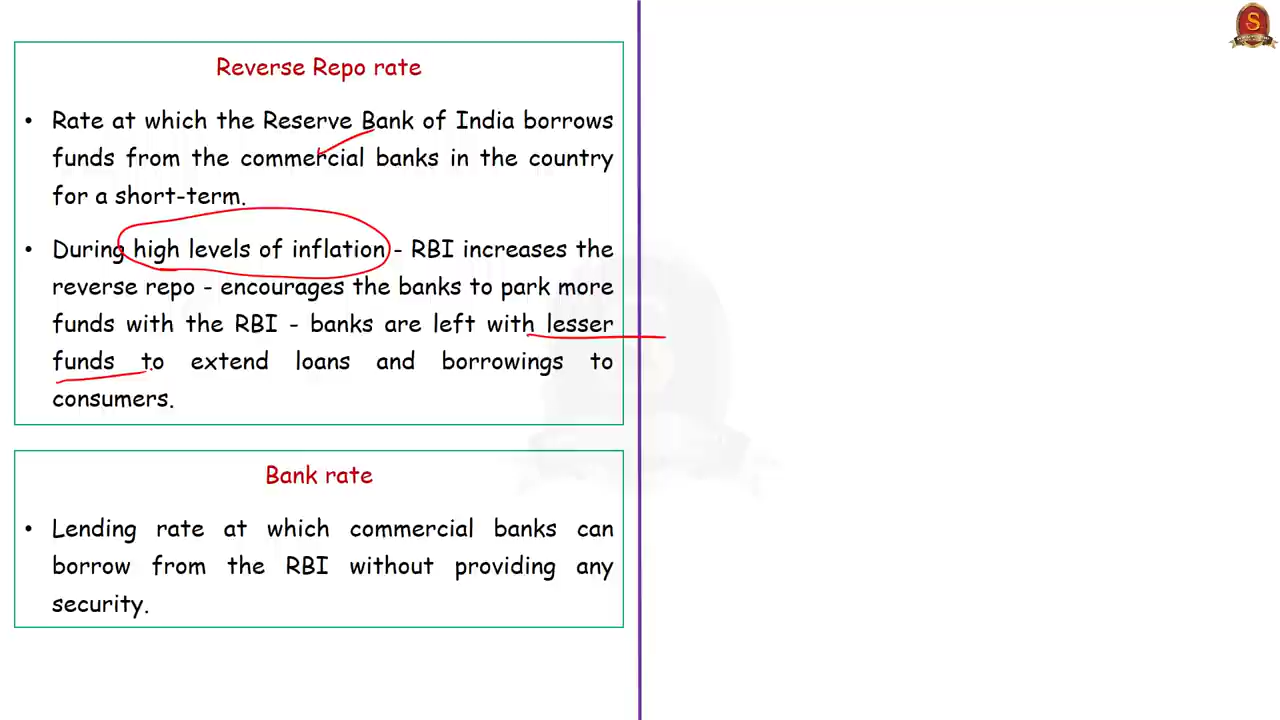 Reverse Repo rate
• Rate at which the Reserve Bank of India borrows
funds from the commercial banks in the country
for a short-term.
• During high levels of inflation - RBI increases the
reverse repo - encourages the banks to park more
funds with the RBI - banks are left with lesser
funds to extend loans and borrowings to
consumers.
Bank rate
• Lending rate at which commercial banks can
borrow from the RBI without providing any
security.